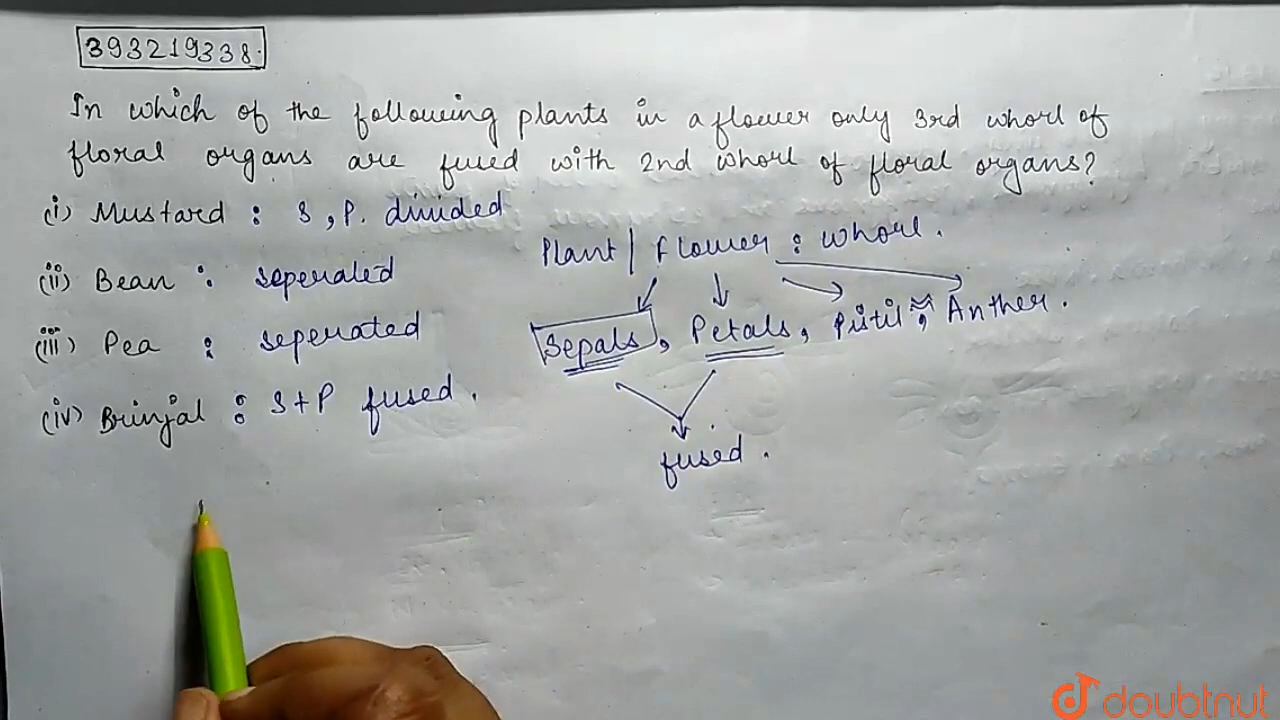 393219338.
In which of the following plants in a flower only 3rd whorl of
floral organs are fused with 2nd whorl of floral organs?
(i) Mustard : S, P. divided
(ii) Bean : seperated
(iii) Pea : seperated
(iv) Brinjal : S + P fused.
Plant / flower : whorl.
Sepals, Petals, Pistil, Anther.
fused.
doubtnut